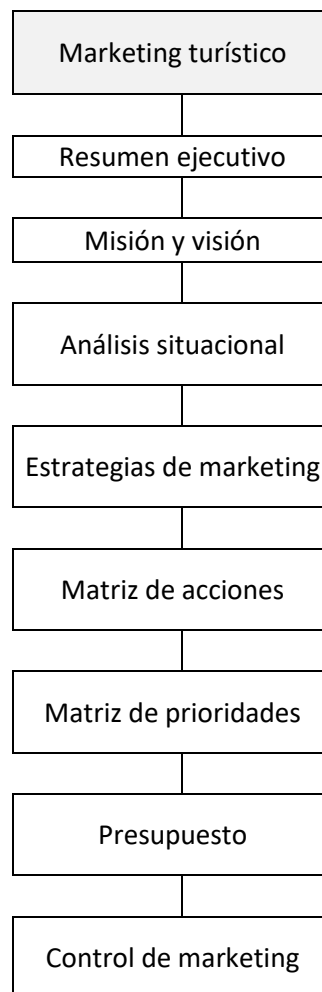 Marketing turístico
Resumen ejecutivo
Misión y visión
Análisis situacional
Estrategias de marketing
Matriz de acciones
Matriz de prioridades
Presupuesto
Control de marketing